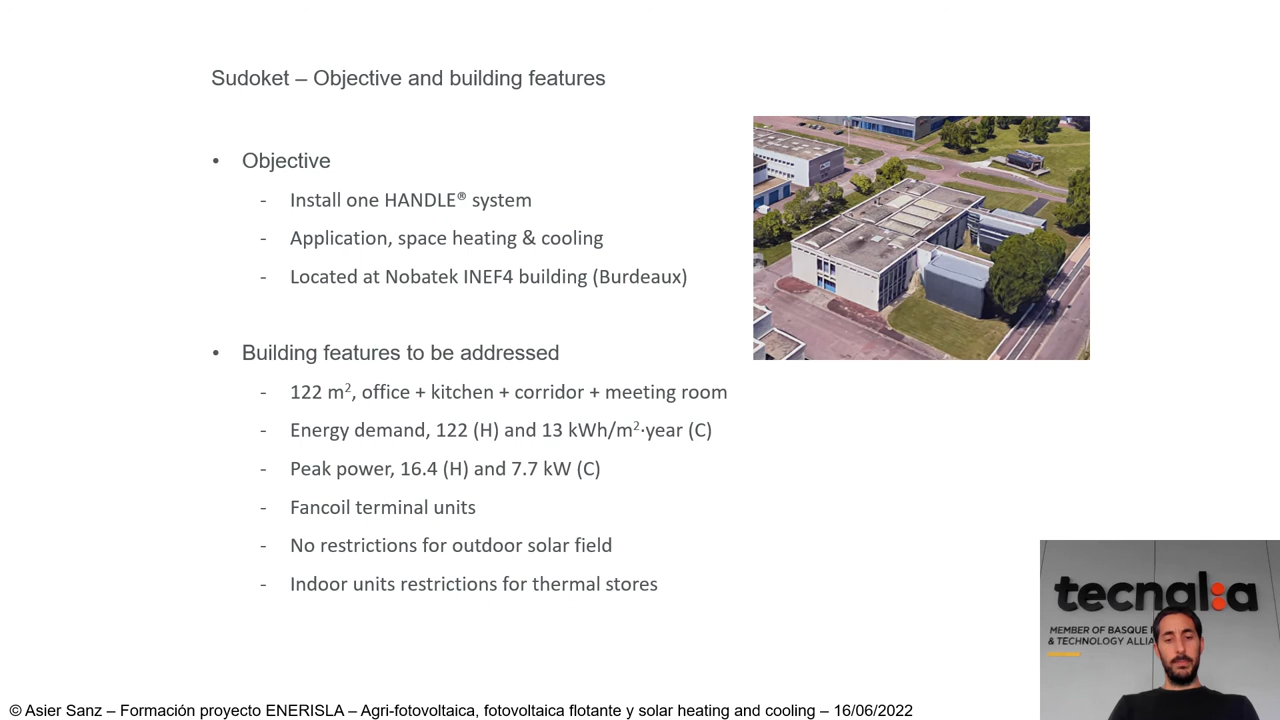 Sudoket – Objective and building features
• Objective
- Install one HANDLE® system
- Application, space heating & cooling
- Located at Nobatek INEF4 building (Burdeaux)
• Building features to be addressed
- 122 m², office + kitchen + corridor + meeting room
- Energy demand, 122 (H) and 13 kWh/m²·year (C)
- Peak power, 16.4 (H) and 7.7 kW (C)
- Fancoil terminal units
- No restrictions for outdoor solar field
- Indoor units restrictions for thermal stores
tecnal:a
MEMBER OF BASQUE
& TECHNOLOGY
© Asier Sanz – Formación proyecto ENERISLA – Agri-fotovoltaica, fotovoltaica flotante y solar heating and cooling – 16/06/2022